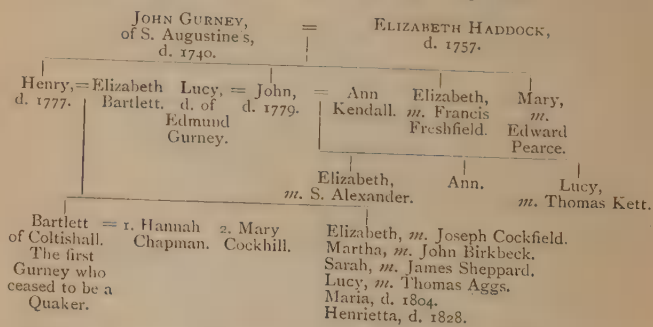 JOHN GURNEY, = ELIZABETH HADDOCK,
of S. Augustine's, d. 1757.
d. 1740.
Henry, = Elizabeth Lucy, = John, = Ann Elizabeth, Mary,
d. 1777. Bartlett. d. of d. 1779. Kendall. m. Francis m.
Edmund Freshfield. Edward
Gurney. Pearce.
Elizabeth, Ann. Lucy,
m. S. Alexander. m. Thomas Kett.
Bartlett = 1. Hannah 2. Mary Elizabeth, m. Joseph Cockfield.
of Coltishall. Chapman. Cockhill. Martha, m. John Birkbeck.
The first Sarah, m. James Sheppard.
Gurney who Lucy, m. Thomas Aggs.
ceased to be a Maria, d. 1804.
Quaker. Henrietta, d. 1828.